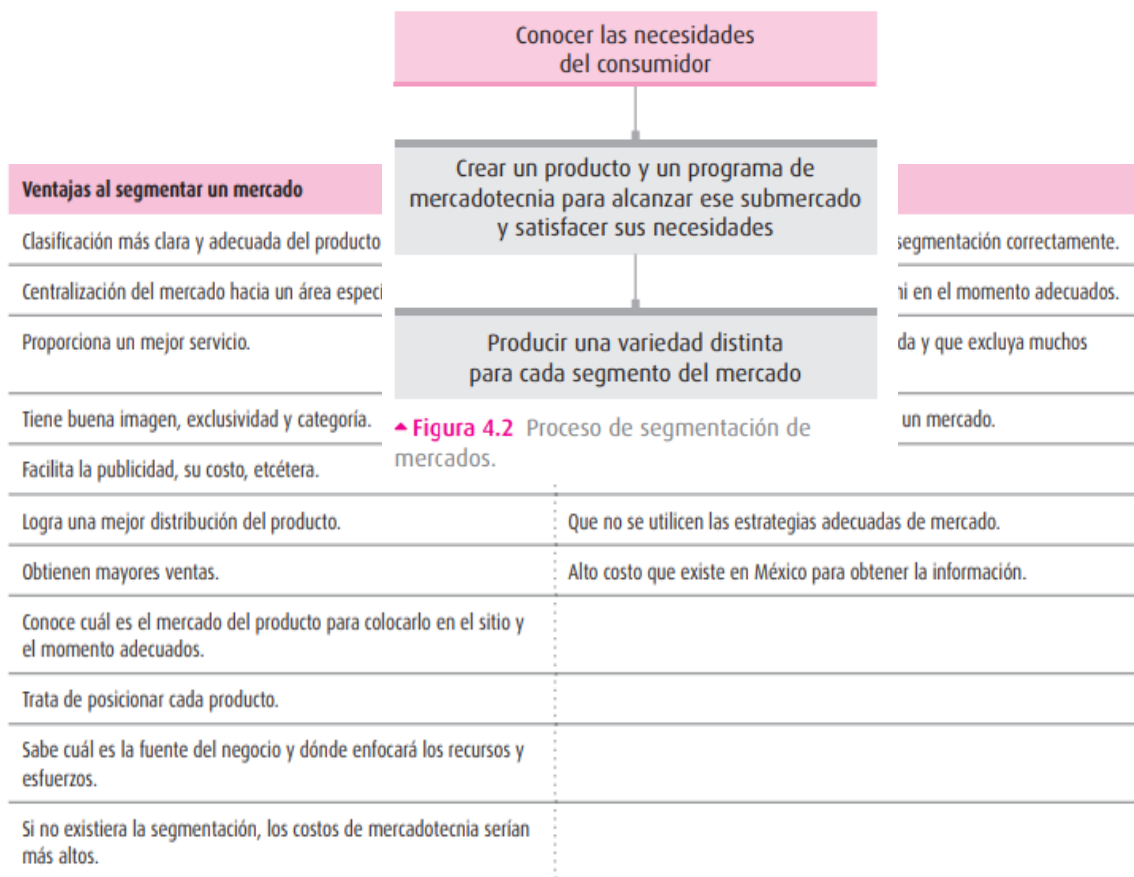 Conocer las necesidades
del consumidor
Crear un producto y un programa de
mercadotecnia para alcanzar ese submercado
y satisfacer sus necesidades
Producir una variedad distinta
para cada segmento del mercado
Figura 4.2 Proceso de segmentación de
mercados.
Ventajas al segmentar un mercado
Clasificación más clara y adecuada del producto
segmentación correctamente.
Centralización del mercado hacia un área especí
ni en el momento adecuados.
Proporciona un mejor servicio.
da y que excluya muchos
Tiene buena imagen, exclusividad y categoría.
un mercado.
Facilita la publicidad, su costo, etcétera.
Logra una mejor distribución del producto.
Que no se utilicen las estrategias adecuadas de mercado.
Obtienen mayores ventas.
Alto costo que existe en México para obtener la información.
Conoce cuál es el mercado del producto para colocarlo en el sitio y
el momento adecuados.
Trata de posicionar cada producto.
Sabe cuál es la fuente del negocio y dónde enfocará los recursos y
esfuerzos.
Si no existiera la segmentación, los costos de mercadotecnia serían
más altos.